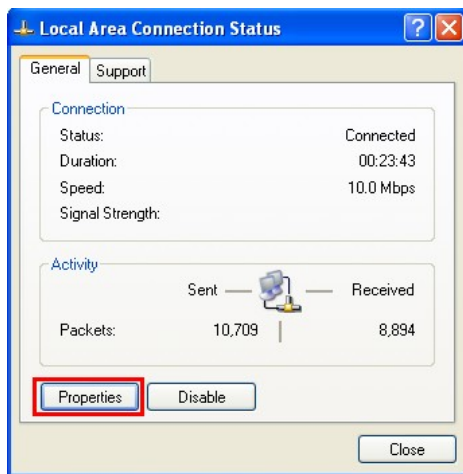 Local Area Connection Status
General Support
Connection
Status: Connected
Duration: 00:23:43
Speed: 10.0 Mbps
Signal Strength:
Activity
Sent Received
Packets: 10,709 8,894
Properties Disable
Close